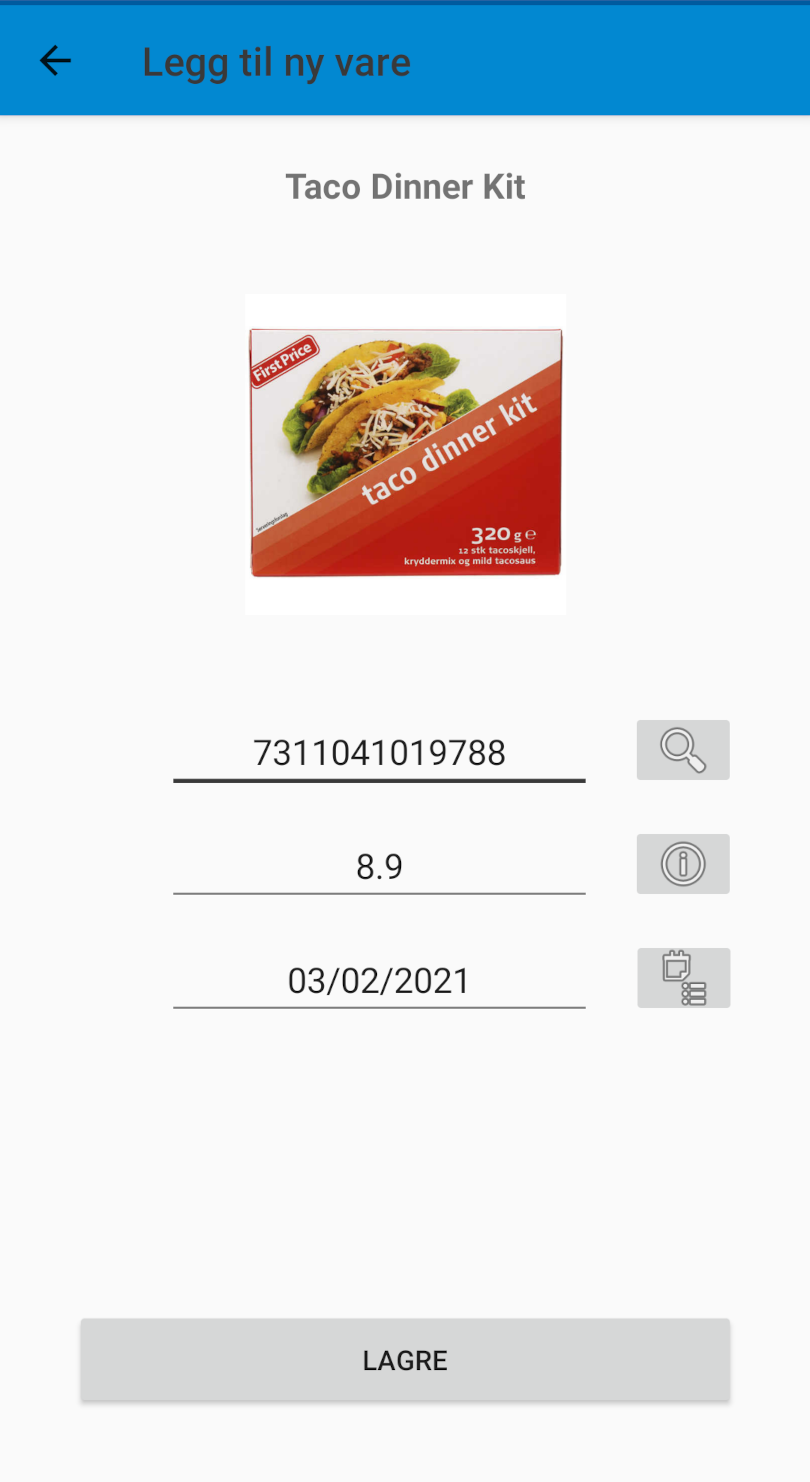 Legg til ny vare
Taco Dinner Kit
First Price
taco dinner kit
Serveringsforslag
320 g e
12 stk tacoskjell,
kryddermix og mild tacosaus
7311041019788
8.9
03/02/2021
LAGRE